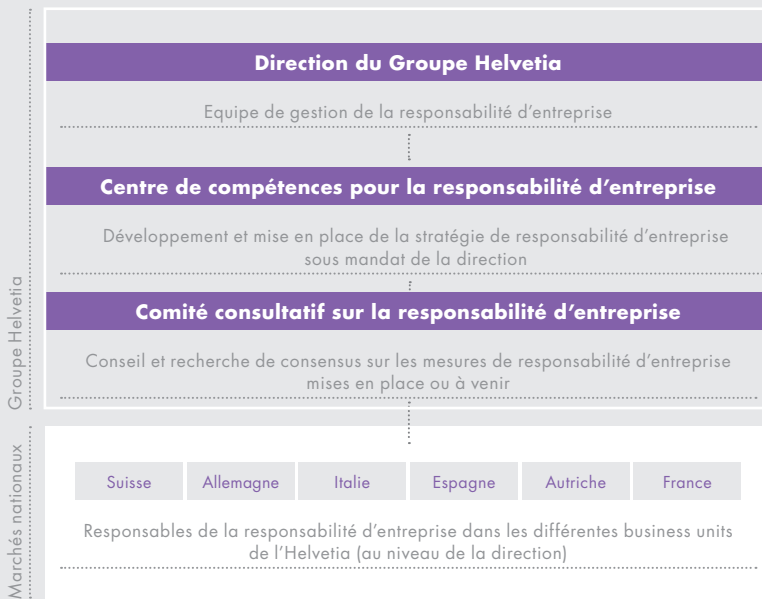 Groupe Helvetia
Direction du Groupe Helvetia
Equipe de gestion de la responsabilité d'entreprise
Centre de compétences pour la responsabilité d'entreprise
Développement et mise en place de la stratégie de responsabilité d'entreprise
sous mandat de la direction
Comité consultatif sur la responsabilité d'entreprise
Conseil et recherche de consensus sur les mesures de responsabilité d'entreprise
mises en place ou à venir
Marchés nationaux
Suisse Allemagne Italie Espagne Autriche France
Responsables de la responsabilité d'entreprise dans les différentes business units
de l'Helvetia (au niveau de la direction)